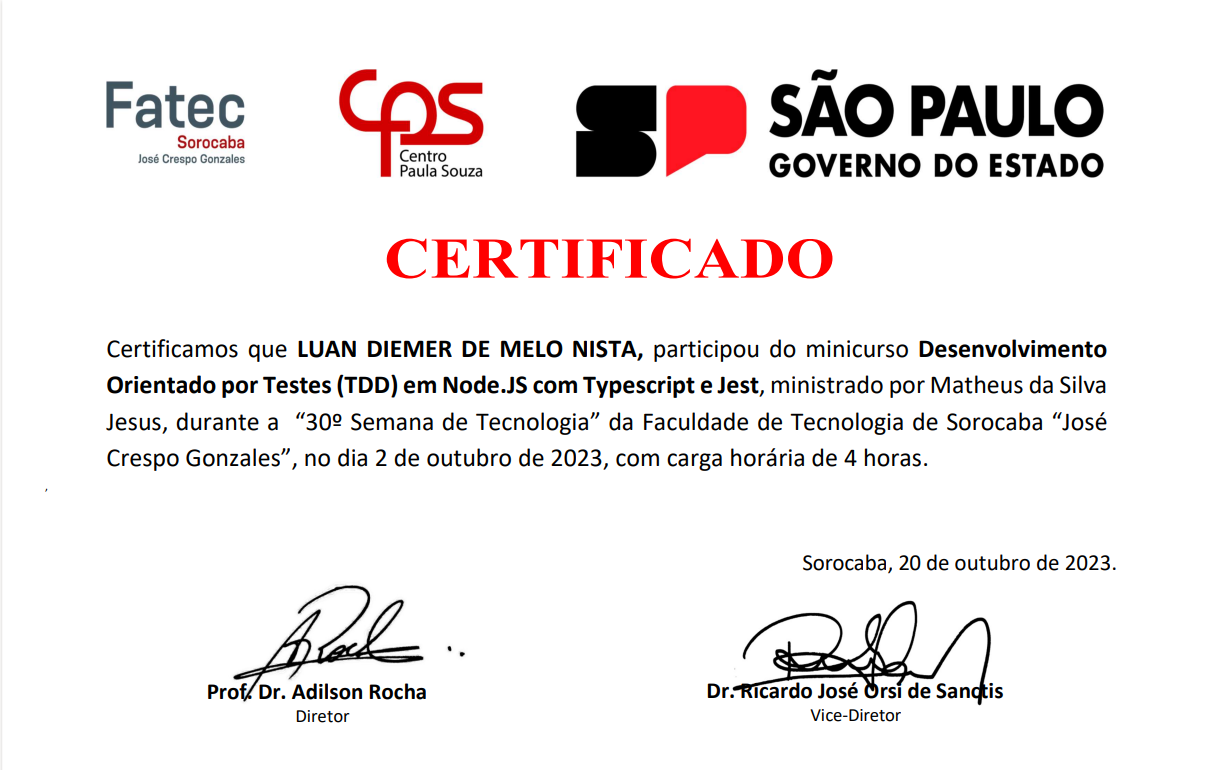 Fatec
Sorocaba
José Crespo Gonzales
CPS
Centro
Paula Souza
SP
SÃO PAULO
GOVERNO DO ESTADO
CERTIFICADO
Certificamos que LUAN DIEMER DE MELO NISTA, participou do minicurso Desenvolvimento
Orientado por Testes (TDD) em Node.JS com Typescript e Jest, ministrado por Matheus da Silva
Jesus, durante a “30º Semana de Tecnologia” da Faculdade de Tecnologia de Sorocaba “José
Crespo Gonzales”, no dia 2 de outubro de 2023, com carga horária de 4 horas.
Sorocaba, 20 de outubro de 2023.
Prof. Dr. Adilson Rocha
Diretor
Dr. Ricardo José Orsi de Sanctis
Vice-Diretor